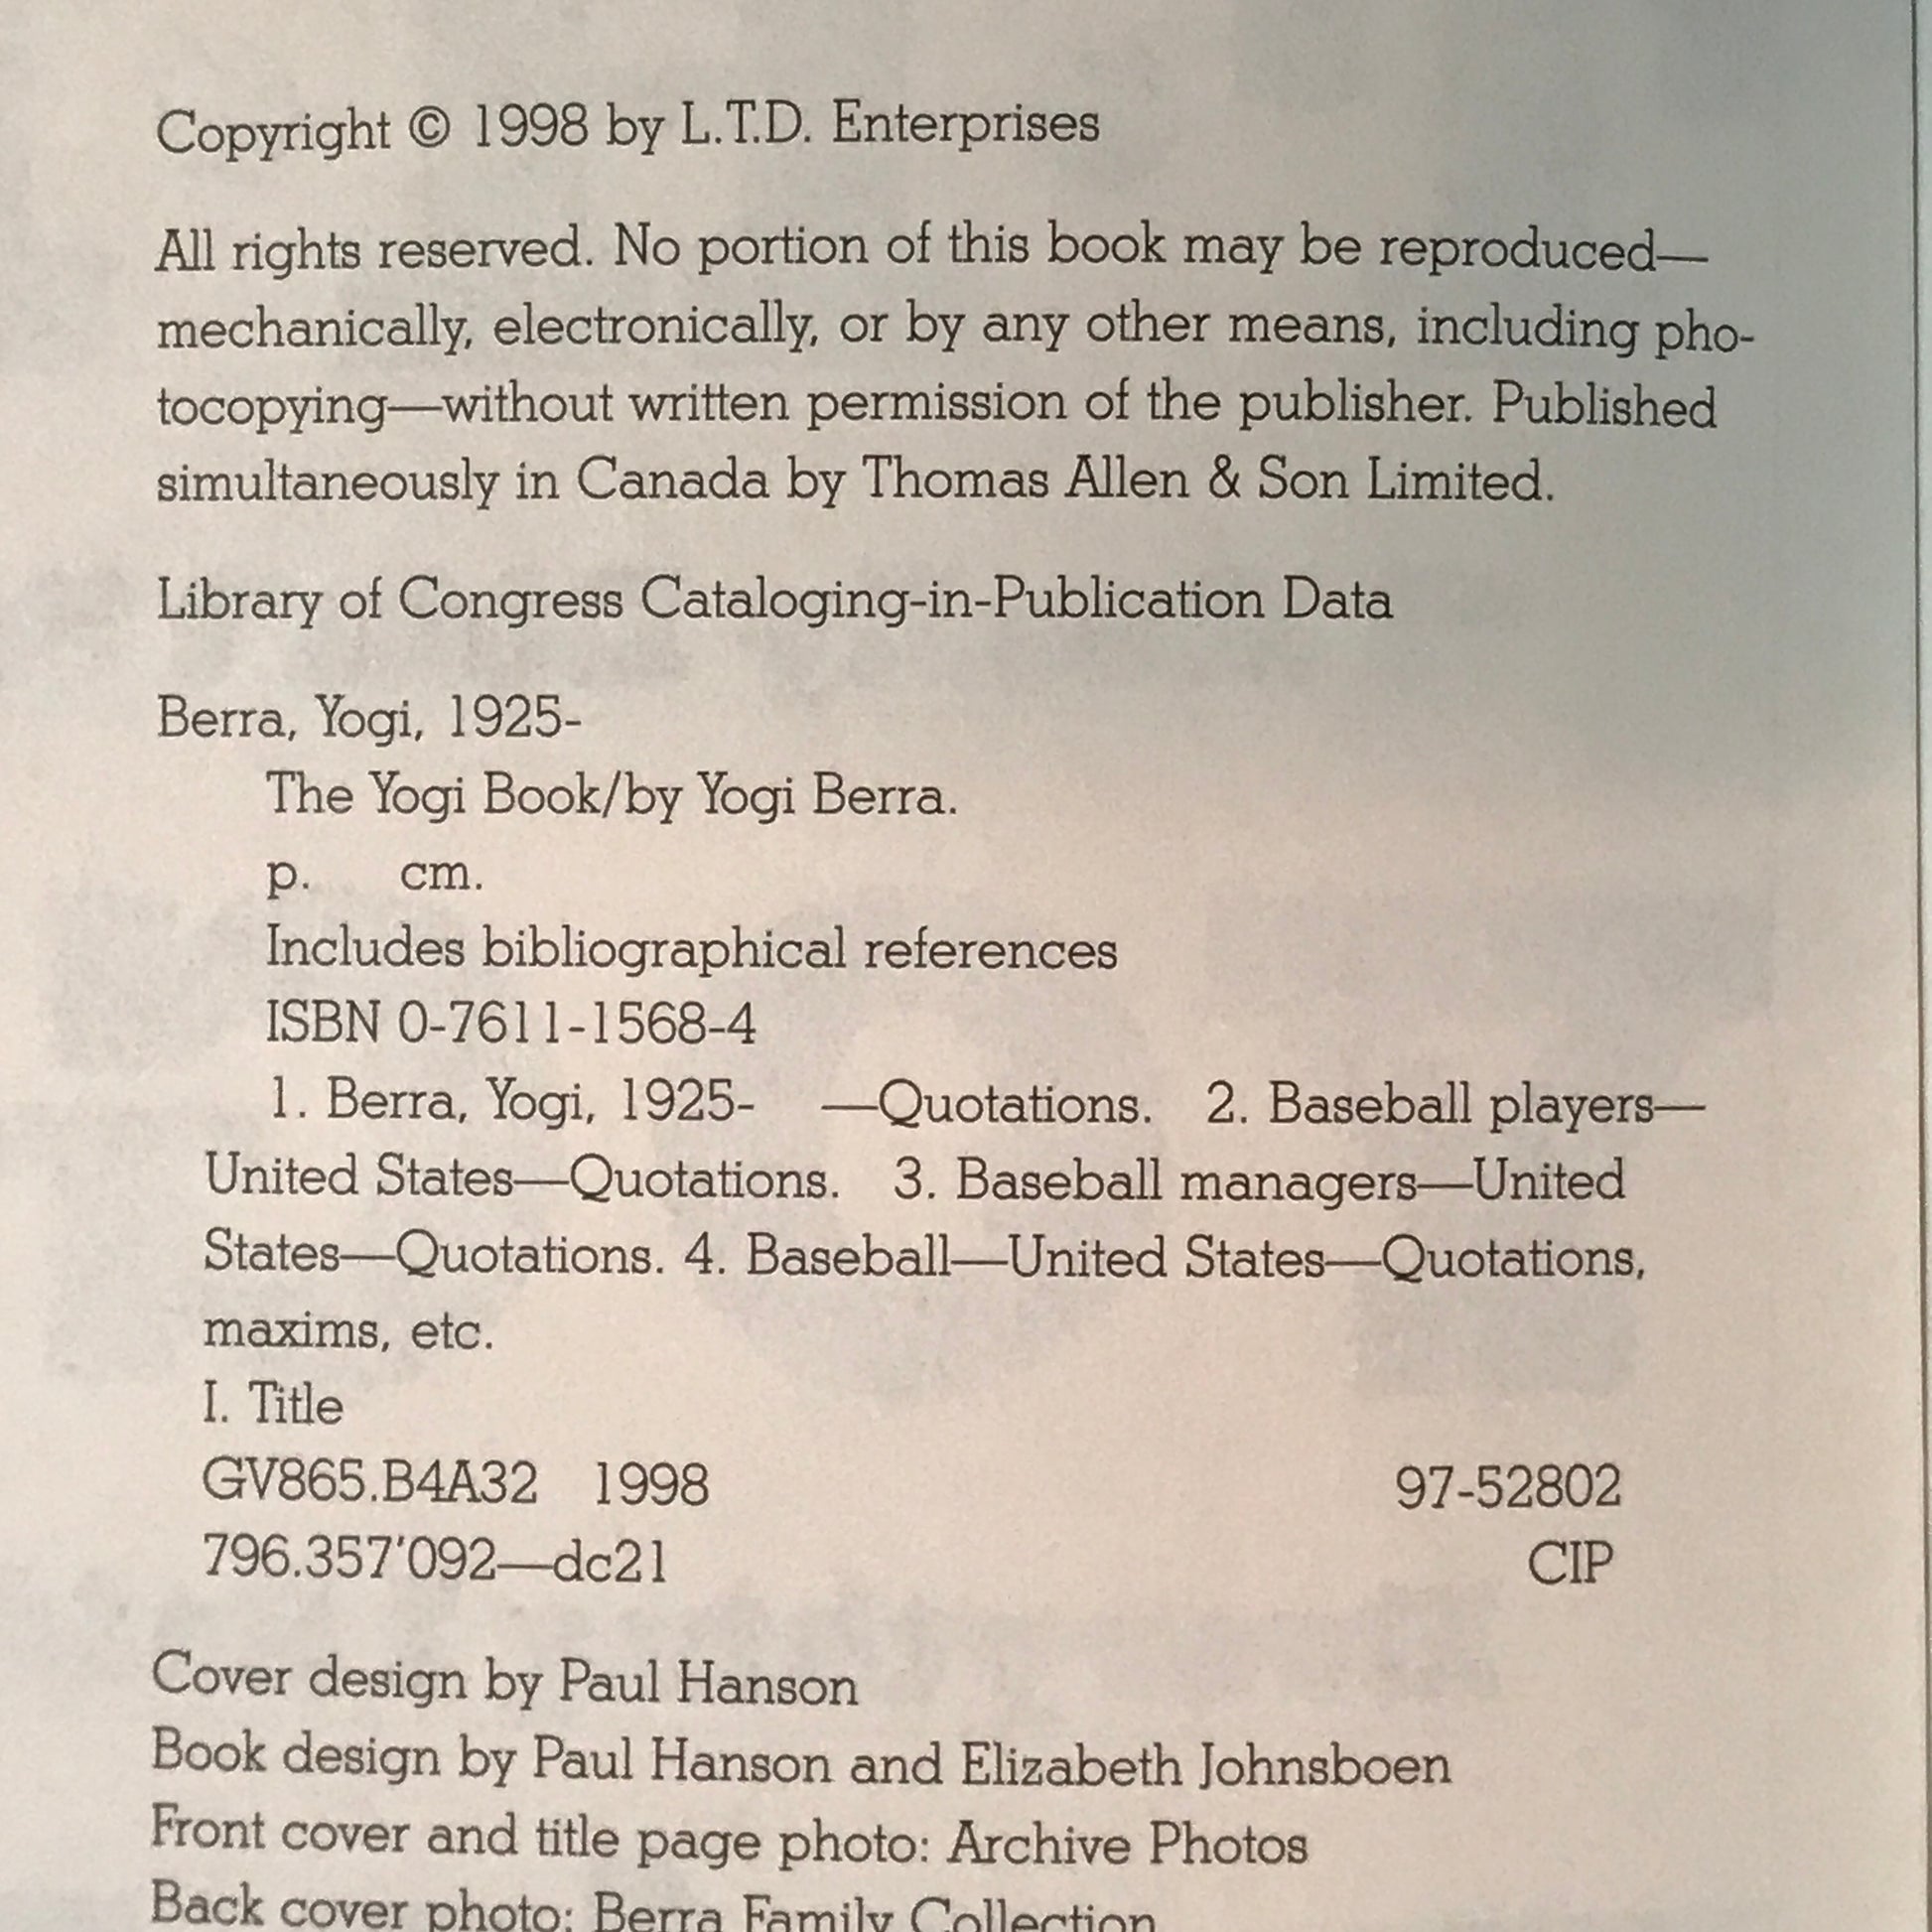 Copyright © 1998 by L.T.D. Enterprises
All rights reserved. No portion of this book may be reproduced—
mechanically, electronically, or by any other means, including pho-
tocopying—without written permission of the publisher. Published
simultaneously in Canada by Thomas Allen & Son Limited.
Library of Congress Cataloging-in-Publication Data
Berra, Yogi, 1925-
The Yogi Book/by Yogi Berra.
p. cm.
Includes bibliographical references
ISBN 0-7611-1568-4
1. Berra, Yogi, 1925- —Quotations. 2. Baseball players—
United States—Quotations. 3. Baseball managers—United
States—Quotations. 4. Baseball—United States—Quotations,
maxims, etc.
I. Title
GV865.B4A32 1998 97-52802
796.357'092—dc21 CIP
Cover design by Paul Hanson
Book design by Paul Hanson and Elizabeth Johnsboen
Front cover and title page photo: Archive Photos
Back cover photo: Berra Family Collection